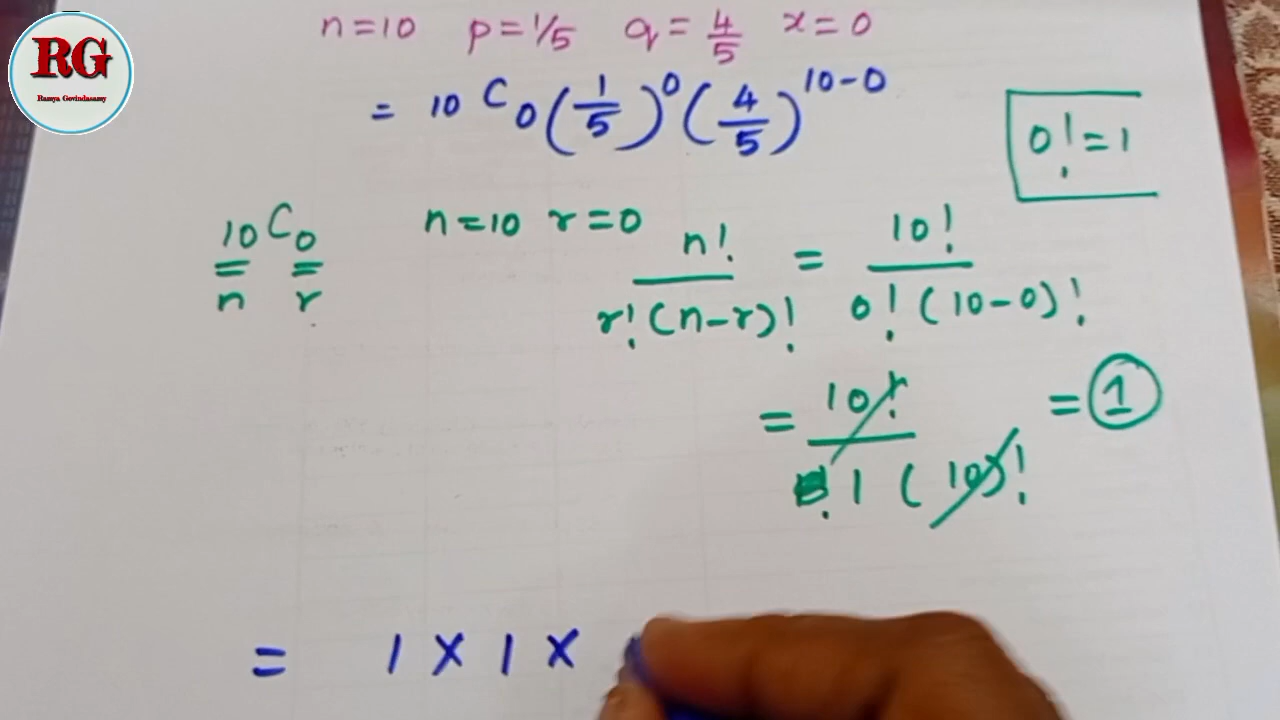 RG
Ramya Govindasamy
n=10 p=1/5 q=4/5 x=0
= 10C0 (1/5)^0 (4/5)^10-0
0!=1
10C0 n=10 r=0 n!/r!(n-r)! = 10!/0!(10-0)!
n r
= 10!/1(10)! = 1
= 1 × 1 ×